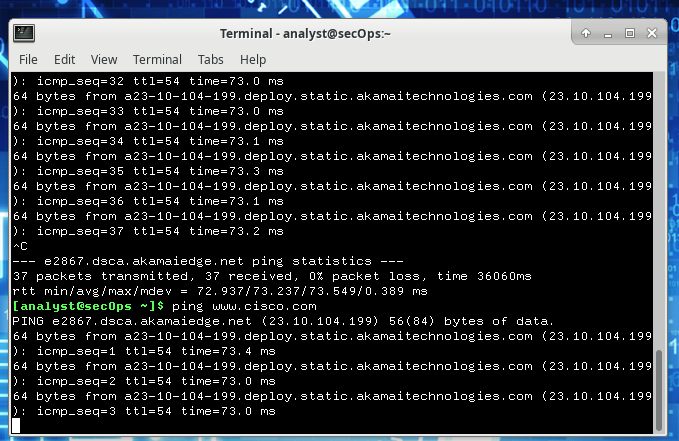 Terminal - analyst@secOps:~
File Edit View Terminal Tabs Help
): icmp_seq=32 ttl=54 time=73.0 ms
64 bytes from a23-10-104-199.deploy.static.akamaitechnologies.com (23.10.104.199
): icmp_seq=33 ttl=54 time=73.0 ms
64 bytes from a23-10-104-199.deploy.static.akamaitechnologies.com (23.10.104.199
): icmp_seq=34 ttl=54 time=73.1 ms
64 bytes from a23-10-104-199.deploy.static.akamaitechnologies.com (23.10.104.199
): icmp_seq=35 ttl=54 time=73.3 ms
64 bytes from a23-10-104-199.deploy.static.akamaitechnologies.com (23.10.104.199
): icmp_seq=36 ttl=54 time=73.1 ms
64 bytes from a23-10-104-199.deploy.static.akamaitechnologies.com (23.10.104.199
): icmp_seq=37 ttl=54 time=73.2 ms
^C
--- e2867.dsca.akamaiedge.net ping statistics ---
37 packets transmitted, 37 received, 0% packet loss, time 36060ms
rtt min/avg/max/mdev = 72.937/73.237/73.549/0.389 ms
[analyst@secOps ~]$ ping www.cisco.com
PING e2867.dsca.akamaiedge.net (23.10.104.199) 56(84) bytes of data.
64 bytes from a23-10-104-199.deploy.static.akamaitechnologies.com (23.10.104.199
): icmp_seq=1 ttl=54 time=73.4 ms
64 bytes from a23-10-104-199.deploy.static.akamaitechnologies.com (23.10.104.199
): icmp_seq=2 ttl=54 time=73.0 ms
64 bytes from a23-10-104-199.deploy.static.akamaitechnologies.com (23.10.104.199
): icmp_seq=3 ttl=54 time=73.0 ms